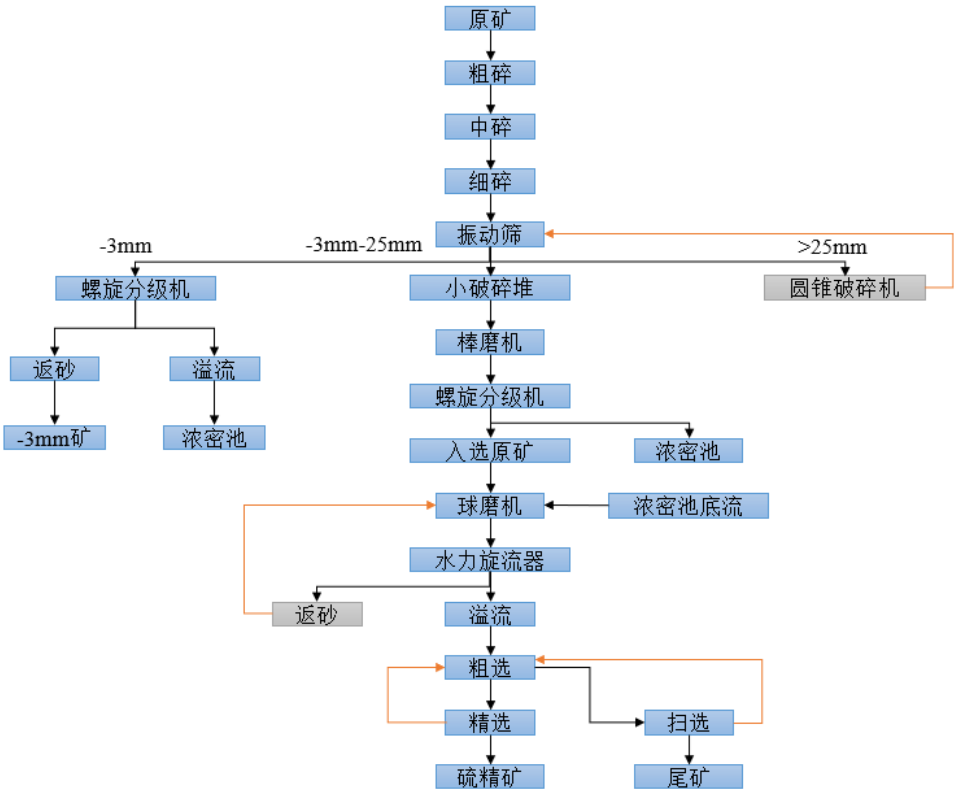 原矿
粗碎
中碎
细碎
振动筛
-3mm
-3mm-25mm
>25mm
螺旋分级机
小破碎堆
圆锥破碎机
棒磨机
返砂
溢流
螺旋分级机
-3mm矿
浓密池
入选原矿
浓密池
球磨机
浓密池底流
水力旋流器
返砂
溢流
粗选
精选
扫选
硫精矿
尾矿